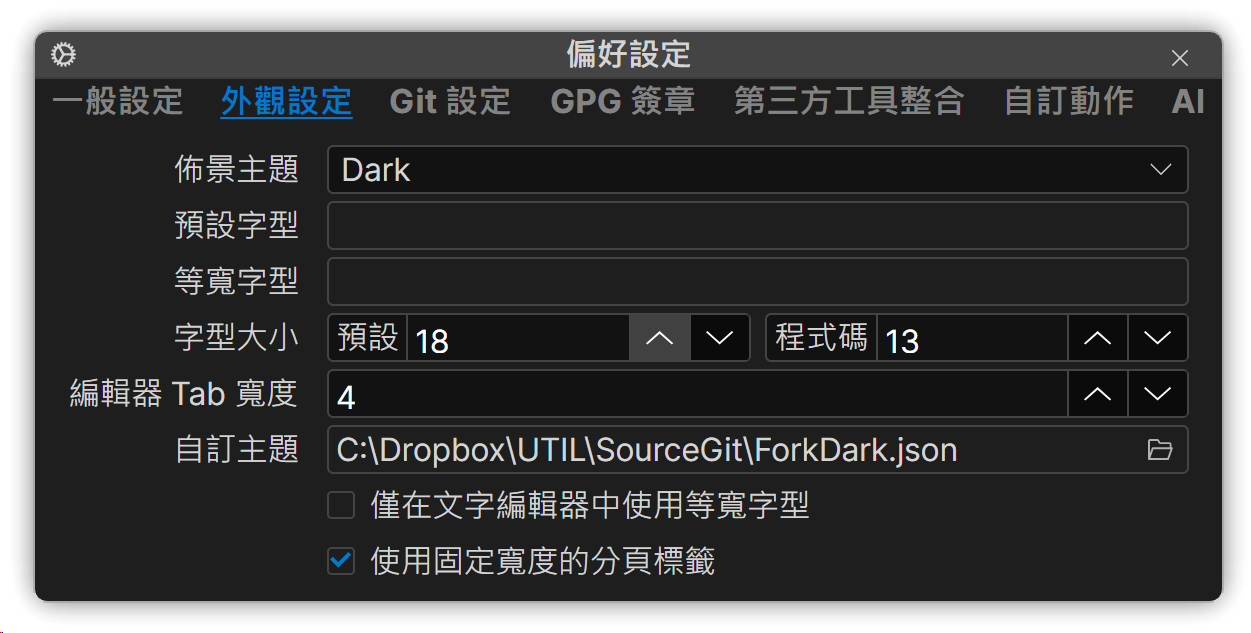 偏好設定
一般設定 外觀設定 Git 設定 GPG 簽章 第三方工具整合 自訂動作 AI
佈景主題 Dark
預設字型
等寬字型
字型大小 預設 18 程式碼 13
編輯器 Tab 寬度 4
自訂主題 C:\Dropbox\UTIL\SourceGit\ForkDark.json
僅在文字編輯器中使用等寬字型
使用固定寬度的分頁標籤